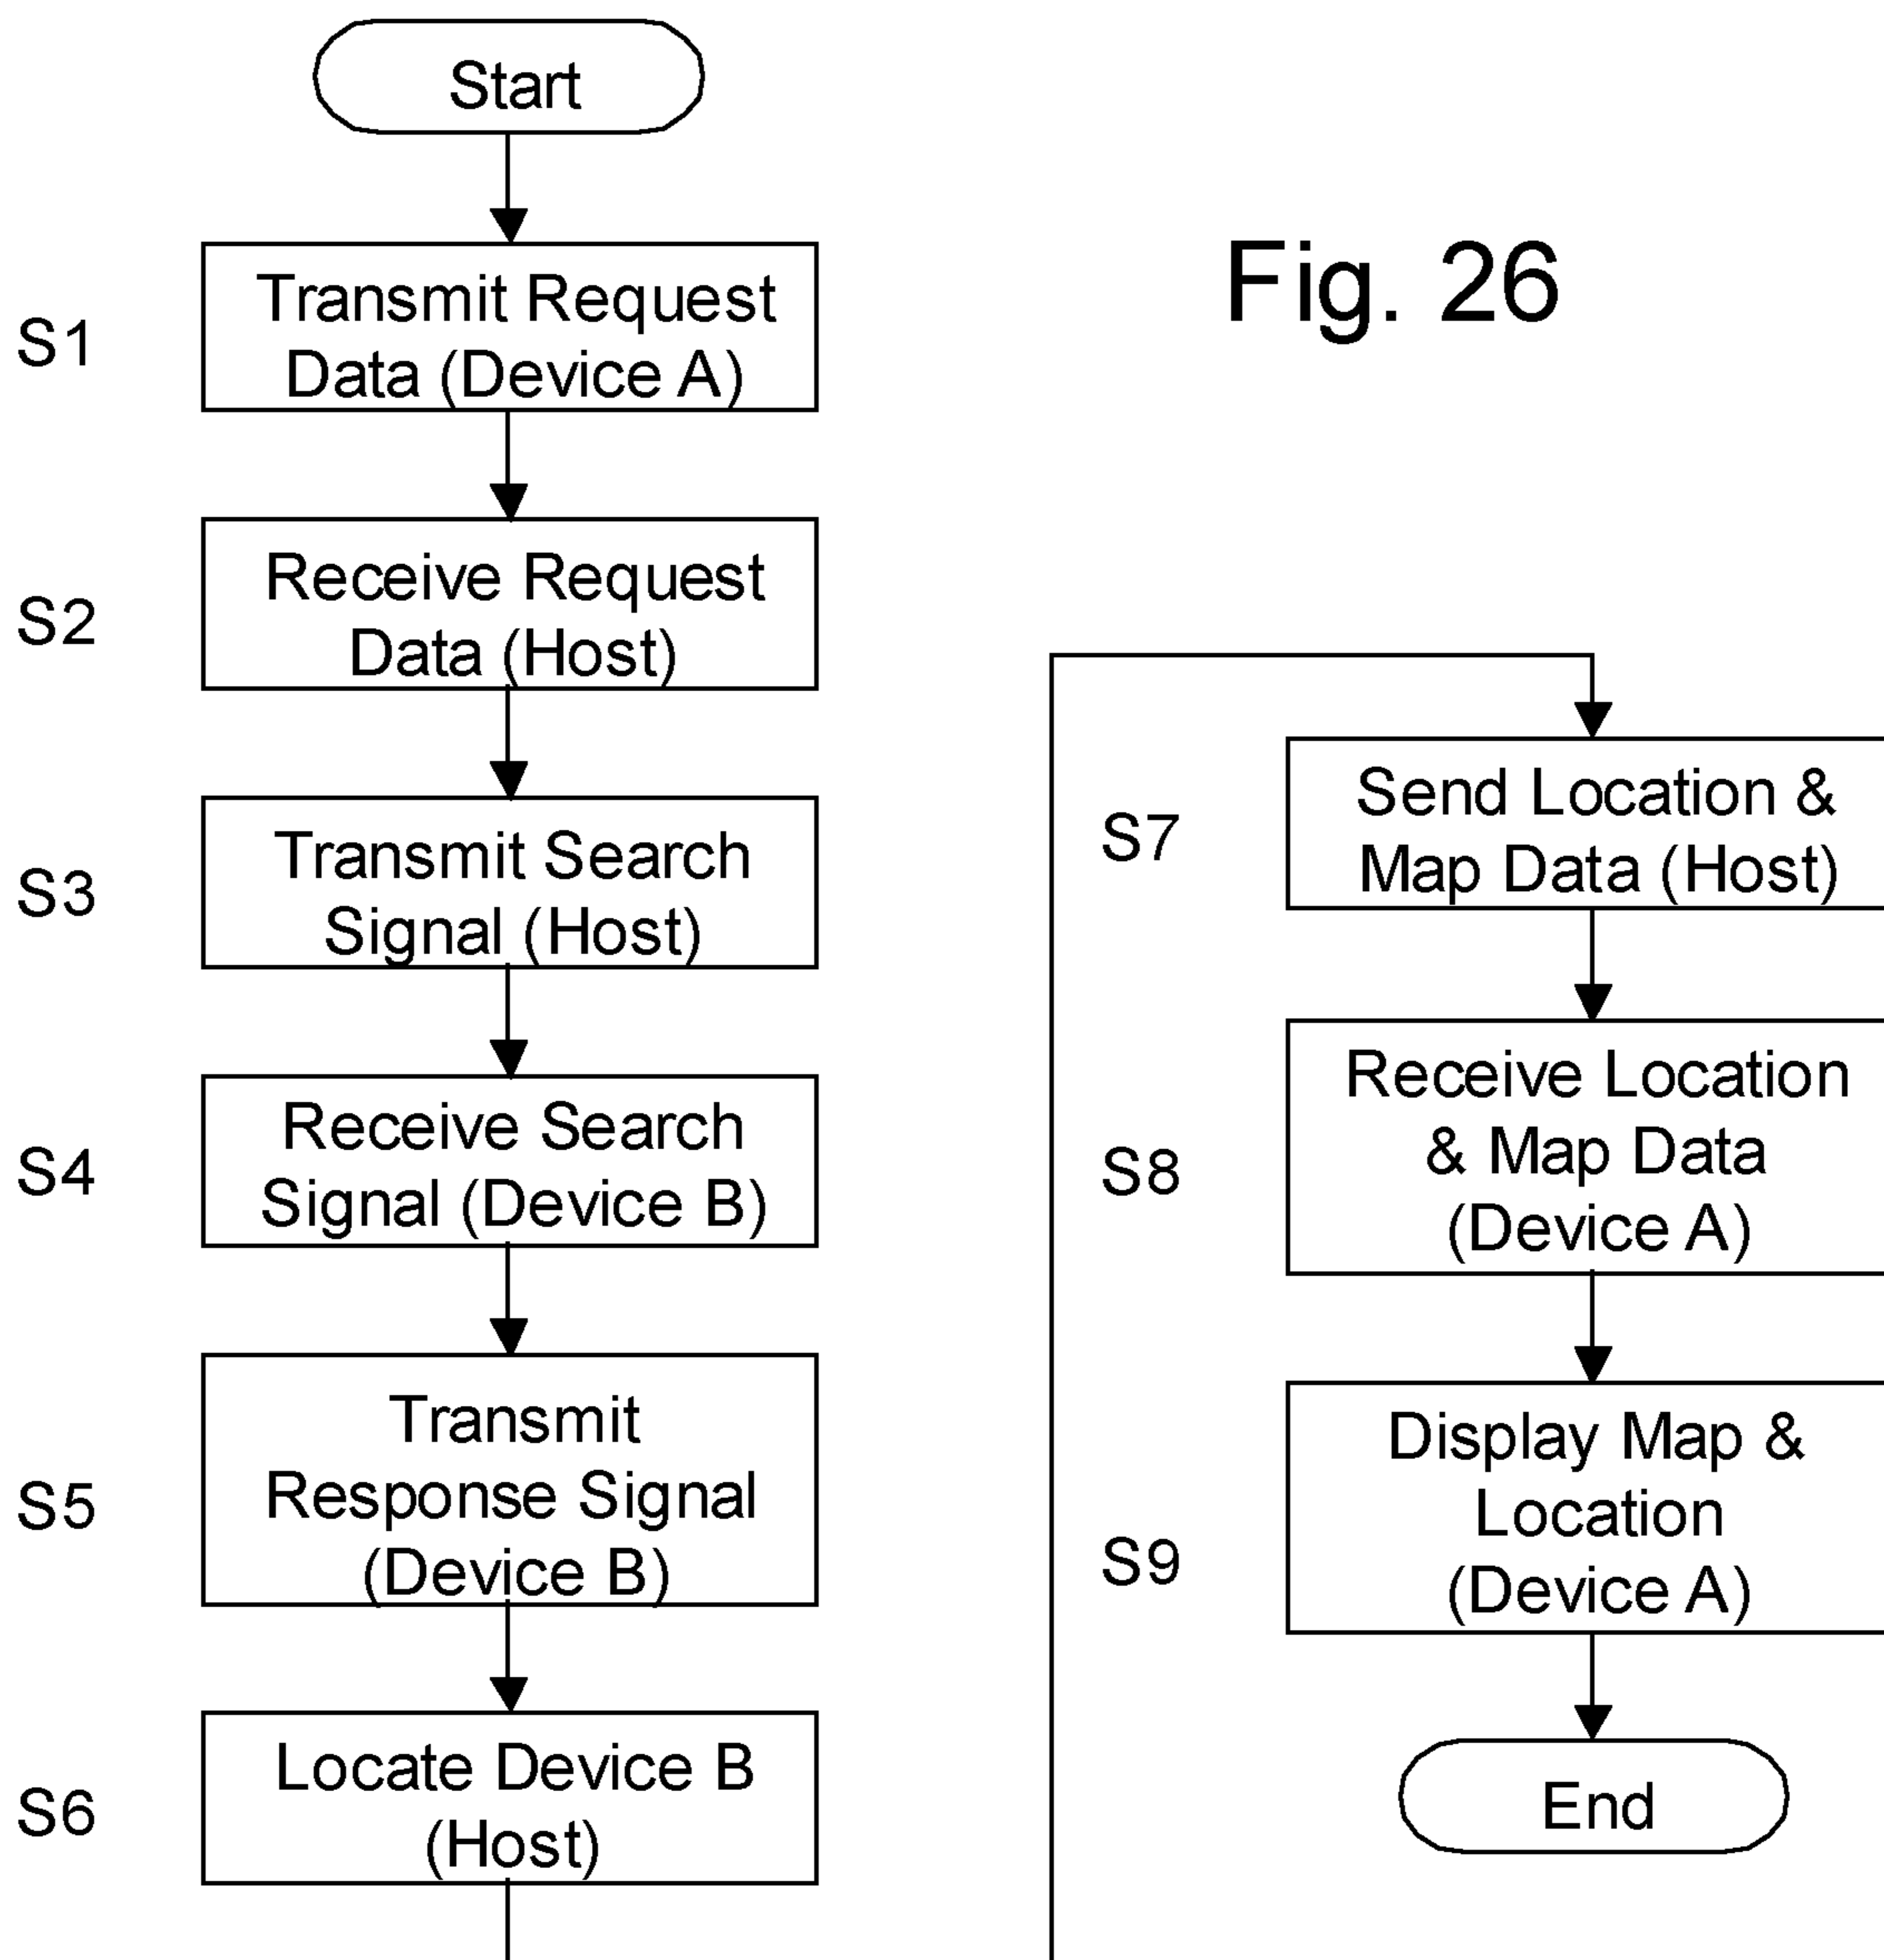 Start
Fig. 26
S1
Transmit Request
Data (Device A)
S2
Receive Request
Data (Host)
S3
Transmit Search
Signal (Host)
S4
Receive Search
Signal (Device B)
S5
Transmit
Response Signal
(Device B)
S6
Locate Device B
(Host)
S7
Send Location &
Map Data (Host)
S8
Receive Location
& Map Data
(Device A)
S9
Display Map &
Location
(Device A)
End